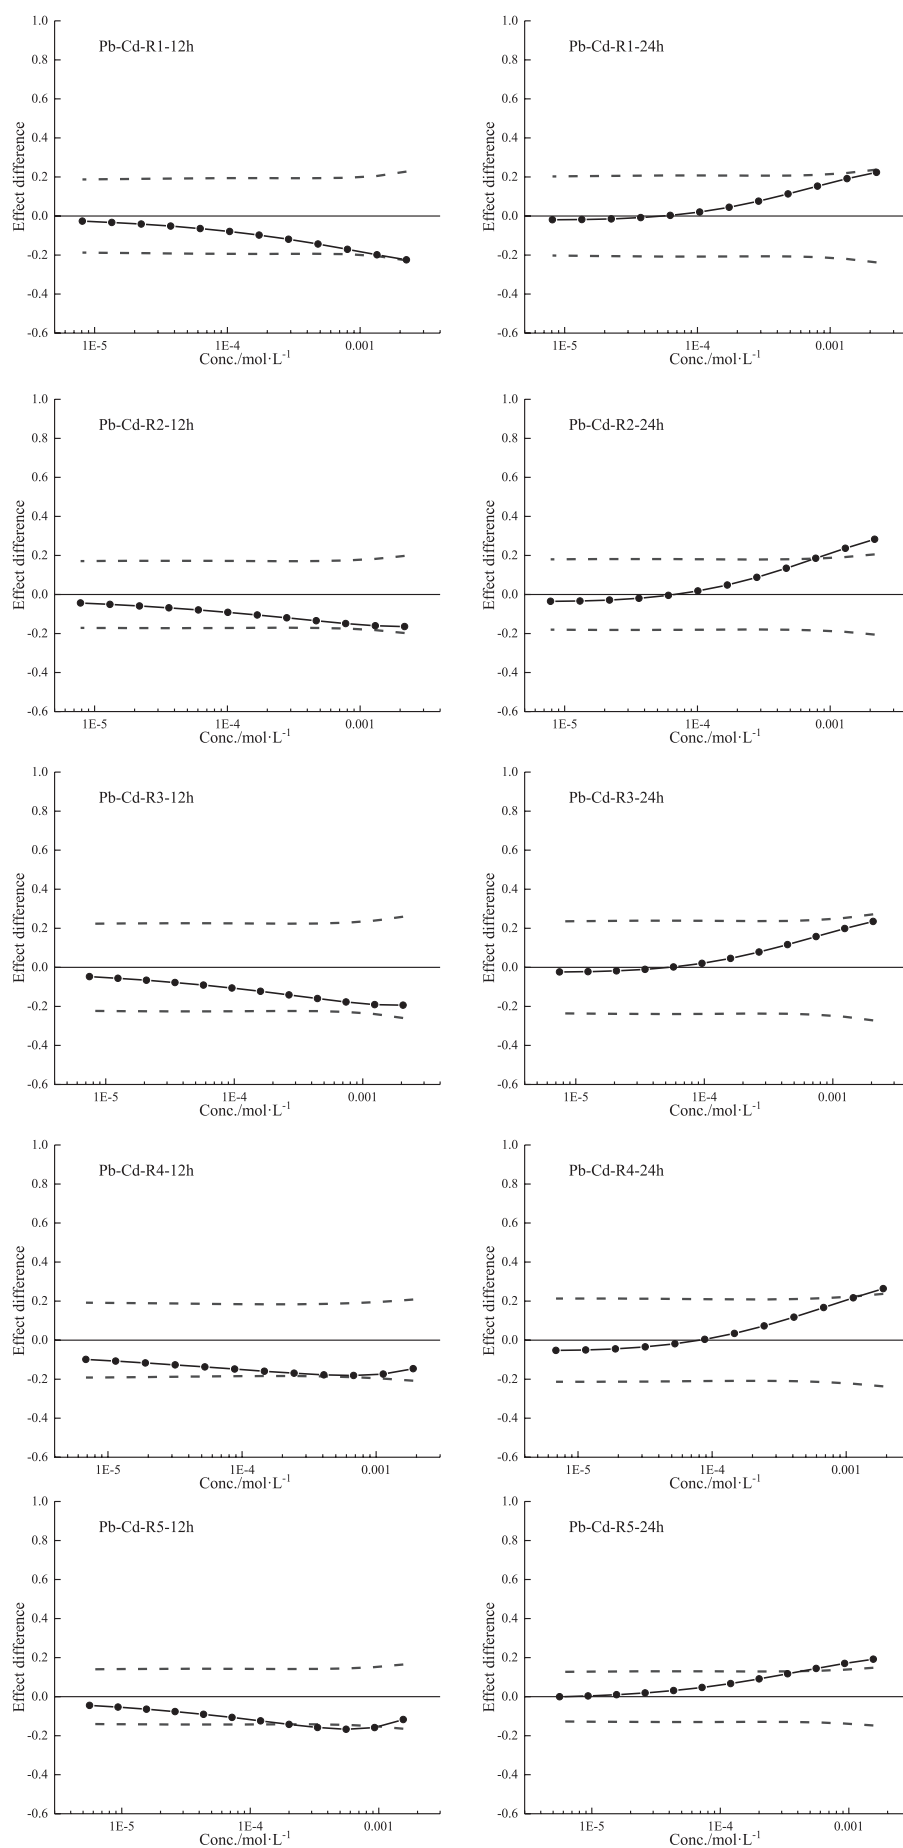 Pb-Cd-R1-12h
Effect difference
1.0
0.8
0.6
0.4
0.2
0.0
-0.2
-0.4
-0.6
1E-5 1E-4 0.001
Conc./mol·L-1
Pb-Cd-R1-24h
Effect difference
1.0
0.8
0.6
0.4
0.2
0.0
-0.2
-0.4
-0.6
1E-5 1E-4 0.001
Conc./mol·L-1
Pb-Cd-R2-12h
Effect difference
1.0
0.8
0.6
0.4
0.2
0.0
-0.2
-0.4
-0.6
1E-5 1E-4 0.001
Conc./mol·L-1
Pb-Cd-R2-24h
Effect difference
1.0
0.8
0.6
0.4
0.2
0.0
-0.2
-0.4
-0.6
1E-5 1E-4 0.001
Conc./mol·L-1
Pb-Cd-R3-12h
Effect difference
1.0
0.8
0.6
0.4
0.2
0.0
-0.2
-0.4
-0.6
1E-5 1E-4 0.001
Conc./mol·L-1
Pb-Cd-R3-24h
Effect difference
1.0
0.8
0.6
0.4
0.2
0.0
-0.2
-0.4
-0.6
1E-5 1E-4 0.001
Conc./mol·L-1
Pb-Cd-R4-12h
Effect difference
1.0
0.8
0.6
0.4
0.2
0.0
-0.2
-0.4
-0.6
1E-5 1E-4 0.001
Conc./mol·L-1
Pb-Cd-R4-24h
Effect difference
1.0
0.8
0.6
0.4
0.2
0.0
-0.2
-0.4
-0.6
1E-5 1E-4 0.001
Conc./mol·L-1
Pb-Cd-R5-12h
Effect difference
1.0
0.8
0.6
0.4
0.2
0.0
-0.2
-0.4
-0.6
1E-5 1E-4 0.001
Conc./mol·L-1
Pb-Cd-R5-24h
Effect difference
1.0
0.8
0.6
0.4
0.2
0.0
-0.2
-0.4
-0.6
1E-5 1E-4 0.001
Conc./mol·L-1